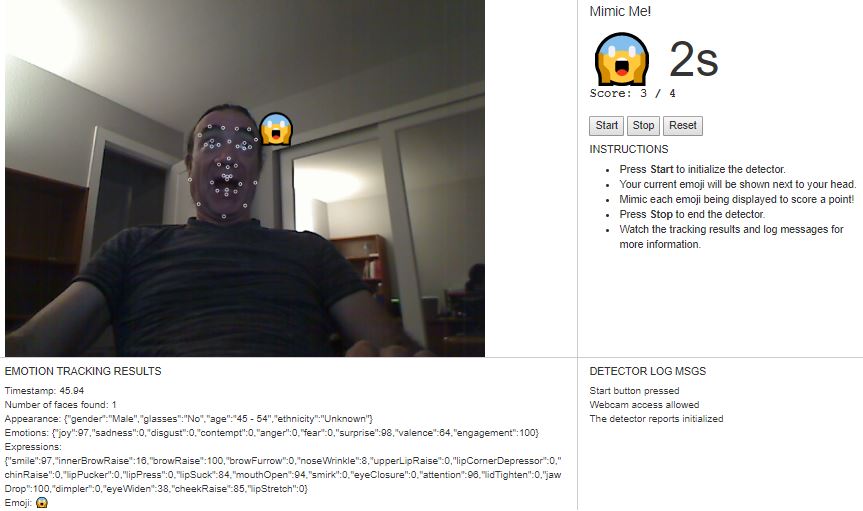 Mimic Me!
2s
Score: 3 / 4
Start Stop Reset
INSTRUCTIONS
Press Start to initialize the detector.
Your current emoji will be shown next to your head.
Mimic each emoji being displayed to score a point!
Press Stop to end the detector.
Watch the tracking results and log messages for
more information.
EMOTION TRACKING RESULTS
Timestamp: 45.94
Number of faces found: 1
Appearance: {"gender":"Male","glasses":"No","age":"45 - 54","ethnicity":"Unknown"}
Emotions: {"joy":97,"sadness":0,"disgust":0,"contempt":0,"anger":0,"fear":0,"surprise":98,"valence":64,"engagement":100}
Expressions:
{"smile":97,"innerBrowRaise":16,"browRaise":100,"browFurrow":0,"noseWrinkle":8,"upperLipRaise":0,"lipCornerDepressor":0,"
chinRaise":0,"lipPucker":0,"lipPress":0,"lipSuck":84,"mouthOpen":94,"smirk":0,"eyeClosure":0,"attention":96,"lidTighten":0,"jaw
Drop":100,"dimpler":0,"eyeWiden":38,"cheekRaise":85,"lipStretch":0}
Emoji: 😱
DETECTOR LOG MSGS
Start button pressed
Webcam access allowed
The detector reports initialized